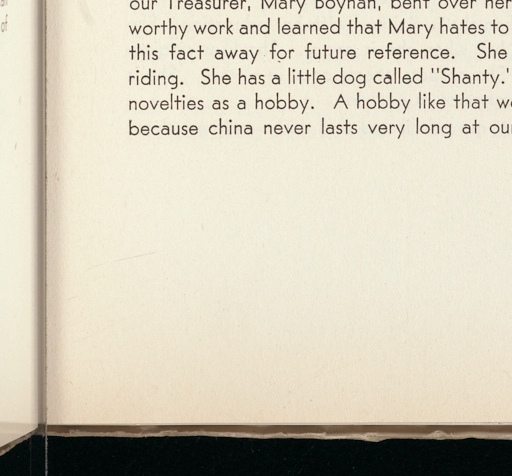 our Treasurer, Mary Boynan, bent over her
worthy work and learned that Mary hates to
this fact away for future reference. She
riding. She has a little dog called "Shanty."
novelties as a hobby. A hobby like that
because china never lasts very long at our
of